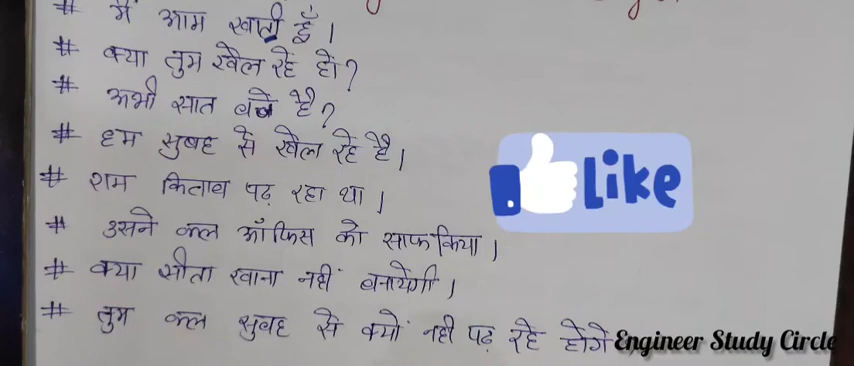 # मैं आम खाती हूँ।
# क्या तुम खेल रहे हो?
# अभी सात बजे है?
# हम सुबह से खेल रहे है।
Like
# राम किताब पढ़ रहा था।
# उसने कल ऑफिस को साफ किया।
# क्या सीता खाना नहीं बनायेगी।
# तुम कल सुबह से क्यों नही पढ़ रहे होगे
Engineer Study Circle